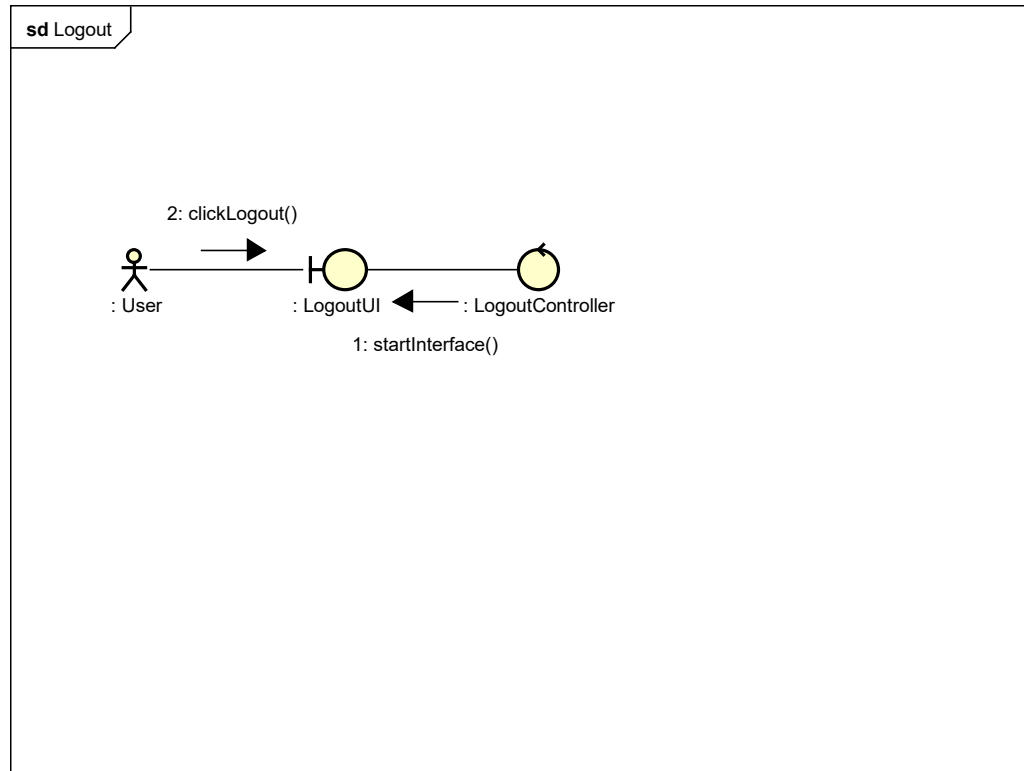 sd Logout
2: clickLogout()
: User
: LogoutUI
: LogoutController
1: startInterface()